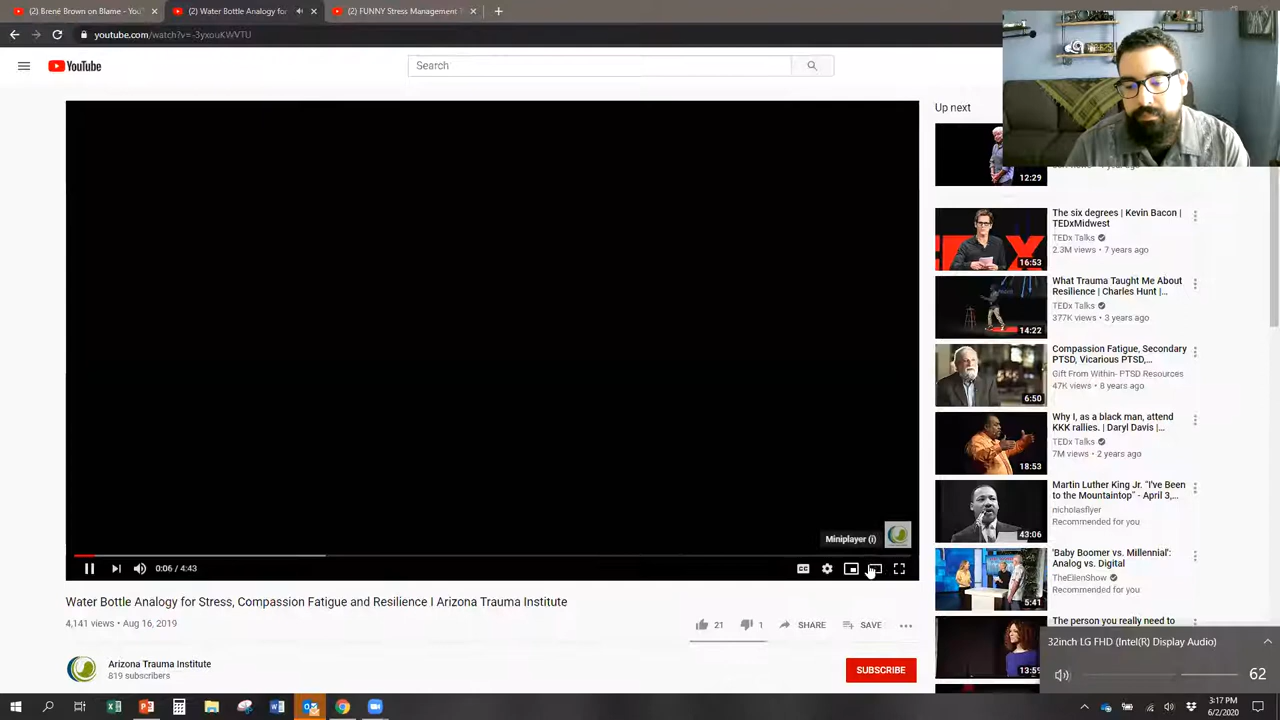 (2) Brené Brown on Blame - You
(2) Water Bottle Analogy for
(2) FUNNY Stress Management
youtube.com/watch?v=-3yxouKWVTU
YouTube
Search
Up next
12:29
The six degrees | Kevin Bacon |
TEDxMidwest
TEDx Talks
2.3M views • 7 years ago
16:53
What Trauma Taught Me About
Resilience | Charles Hunt |...
TEDx Talks
377K views • 3 years ago
14:22
Compassion Fatigue, Secondary
PTSD, Vicarious PTSD,...
Gift From Within- PTSD Resources
47K views • 8 years ago
6:50
Why I, as a black man, attend
KKK rallies. | Daryl Davis |...
TEDx Talks
7M views • 2 years ago
18:53
Martin Luther King Jr. "I've Been
to the Mountaintop" - April 3,...
nicholasflyer
Recommended for you
43:06
'Baby Boomer vs. Millennial':
Analog vs. Digital
TheEllenShow
Recommended for you
5:41
The person you really need to
13:59
Miniplayer (i)
0:06 / 4:43
Water Bottle Analogy for Stress, Compassion Fatigue and Resilience I Arizona Trauma Institute
4,141 views • Aug 16, 2019
21
1
SHARE
SAVE
Arizona Trauma Institute
819 subscribers
SUBSCRIBE
32inch LG FHD (Intel(R) Display Audio)
62
3:17 PM
6/2/2020